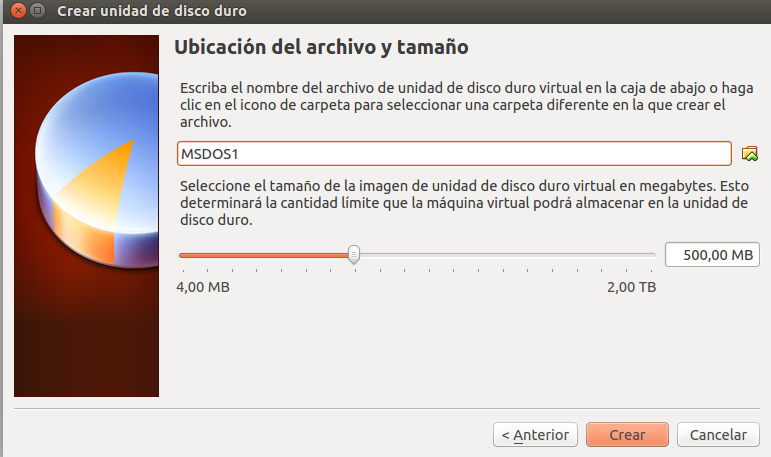 Crear unidad de disco duro
Ubicación del archivo y tamaño
Escriba el nombre del archivo de unidad de disco duro virtual en la caja de abajo o haga
clic en el icono de carpeta para seleccionar una carpeta diferente en la que crear el
archivo.
MSDOS1
Seleccione el tamaño de la imagen de unidad de disco duro virtual en megabytes. Esto
determinará la cantidad límite que la máquina virtual podrá almacenar en la unidad de
disco duro.
500,00 MB
4,00 MB 2,00 TB
< Anterior Crear Cancelar